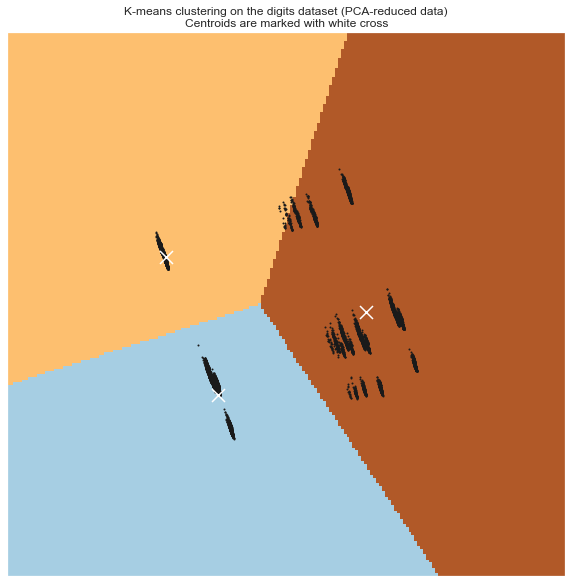 K-means clustering on the digits dataset (PCA-reduced data)
Centroids are marked with white cross